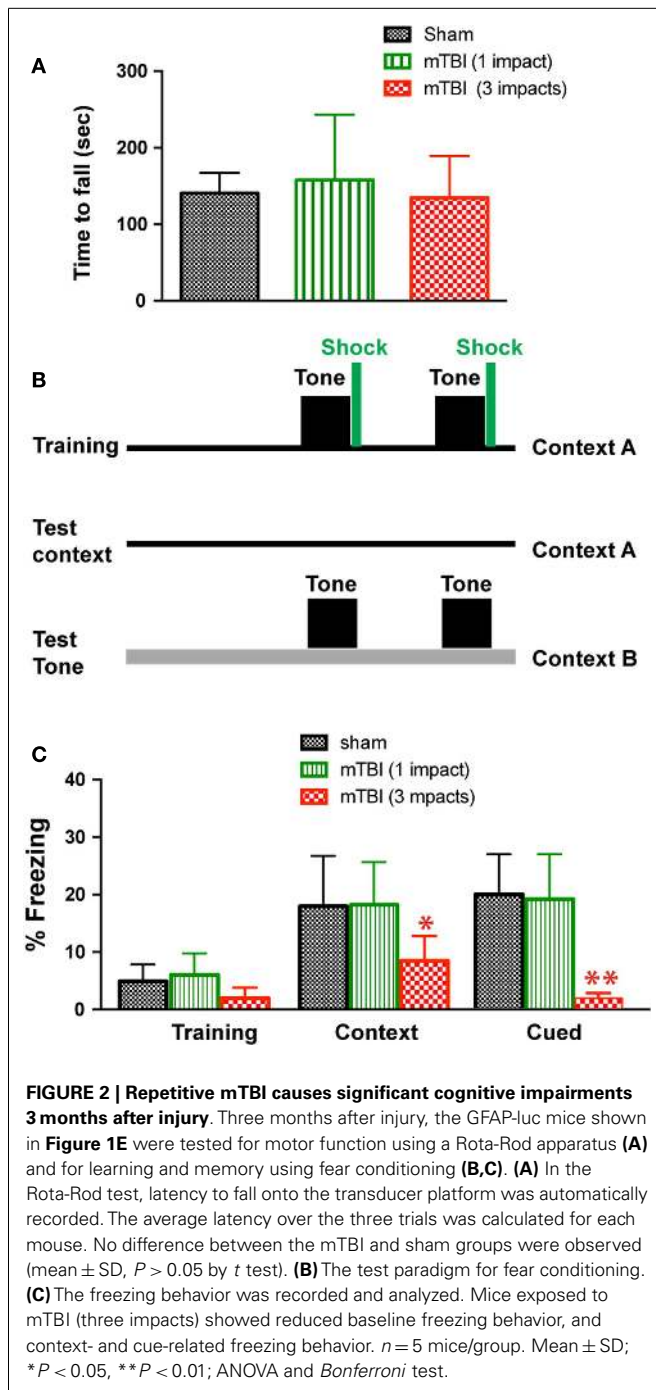 A
Sham
mTBI (1 impact)
mTBI (3 impacts)
Time to fall (sec)
300
200
100
0
B
Shock Shock
Tone Tone
Training Context A
Test
context Context A
Tone Tone
Test
Tone Context B
C
sham
mTBI (1 impact)
mTBI (3 mpacts)
% Freezing
40
30
20
10
0
*
**
Training Context Cued
FIGURE 2 | Repetitive mTBI causes significant cognitive impairments
3 months after injury. Three months after injury, the GFAP-luc mice shown
in Figure 1E were tested for motor function using a Rota-Rod apparatus (A)
and for learning and memory using fear conditioning (B,C). (A) In the
Rota-Rod test, latency to fall onto the transducer platform was automatically
recorded. The average latency over the three trials was calculated for each
mouse. No difference between the mTBI and sham groups were observed
(mean ± SD, P > 0.05 by t test). (B) The test paradigm for fear conditioning.
(C) The freezing behavior was recorded and analyzed. Mice exposed to
mTBI (three impacts) showed reduced baseline freezing behavior, and
context- and cue-related freezing behavior. n = 5 mice/group. Mean ± SD;
*P < 0.05, **P < 0.01; ANOVA and Bonferroni test.